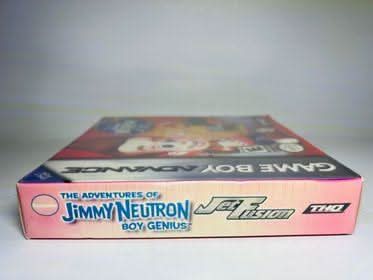 GAME BOY ADVANCE
THE ADVENTURES OF
JIMMY NEUTRON
BOY GENIUS
Jet Fusion
THQ